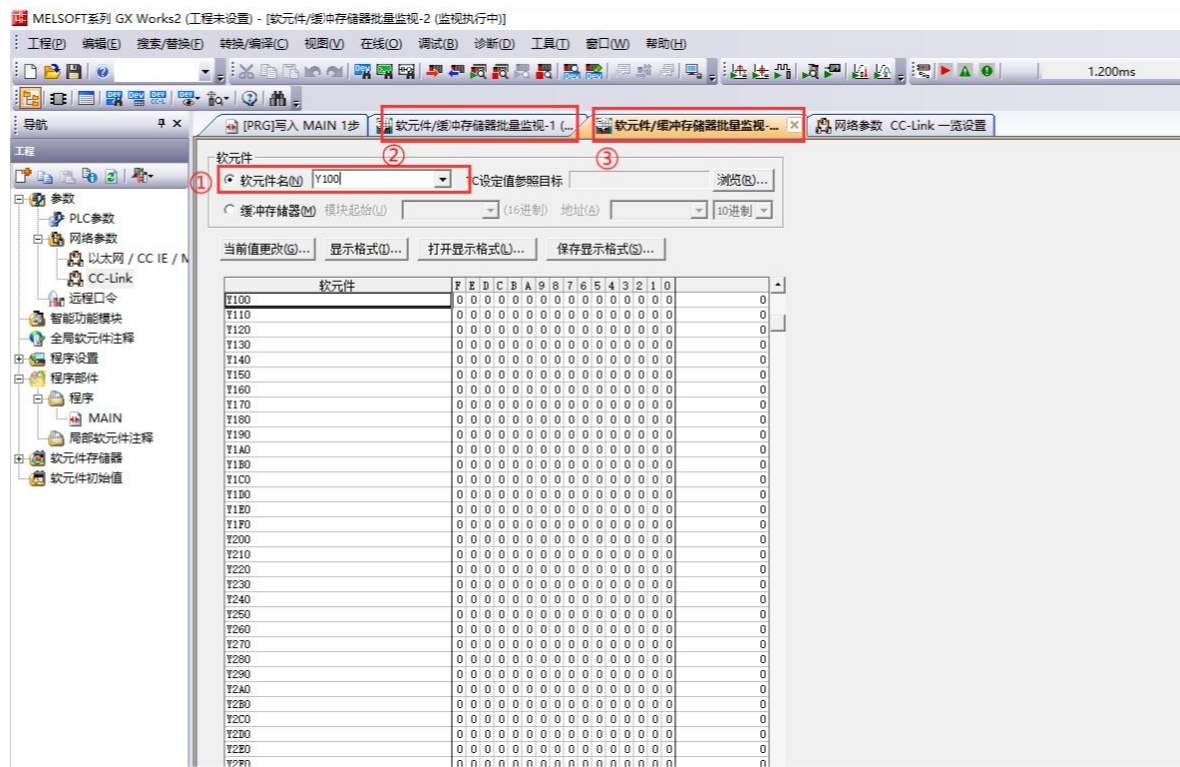 MELSOFT系列 GX Works2 (工程未设置) - [软元件/缓冲存储器批量监视-2 (监视执行中)]
工程(P) 编辑(E) 搜索/替换(F) 转换/编译(C) 视图(V) 在线(O) 调试(B) 诊断(D) 工具(T) 窗口(W) 帮助(H)
1.200ms
导航
[PRG]写入 MAIN 1步
软元件/缓冲存储器批量监视-1 (...
软元件/缓冲存储器批量监视-...
网络参数 CC-Link 一览设置
②
③
工程
参数
PLC参数
网络参数
以太网 / CC IE / N
CC-Link
远程口令
智能功能模块
全局软元件注释
程序设置
程序部件
程序
MAIN
局部软元件注释
软元件存储器
软元件初始值
软元件
①
软元件名(N) Y100
TC设定值参照目标
浏览(R)...
缓冲存储器(M) 模块起始(U) (16进制) 地址(A) 10进制
当前值更改(G)... 显示格式(I)... 打开显示格式(L)... 保存显示格式(S)...
软元件 F E D C B A 9 8 7 6 5 4 3 2 1 0
Y100 0 0 0 0 0 0 0 0 0 0 0 0 0 0 0 0 0
Y110 0 0 0 0 0 0 0 0 0 0 0 0 0 0 0 0 0
Y120 0 0 0 0 0 0 0 0 0 0 0 0 0 0 0 0 0
Y130 0 0 0 0 0 0 0 0 0 0 0 0 0 0 0 0 0
Y140 0 0 0 0 0 0 0 0 0 0 0 0 0 0 0 0 0
Y150 0 0 0 0 0 0 0 0 0 0 0 0 0 0 0 0 0
Y160 0 0 0 0 0 0 0 0 0 0 0 0 0 0 0 0 0
Y170 0 0 0 0 0 0 0 0 0 0 0 0 0 0 0 0 0
Y180 0 0 0 0 0 0 0 0 0 0 0 0 0 0 0 0 0
Y190 0 0 0 0 0 0 0 0 0 0 0 0 0 0 0 0 0
Y1A0 0 0 0 0 0 0 0 0 0 0 0 0 0 0 0 0 0
Y1B0 0 0 0 0 0 0 0 0 0 0 0 0 0 0 0 0 0
Y1C0 0 0 0 0 0 0 0 0 0 0 0 0 0 0 0 0 0
Y1D0 0 0 0 0 0 0 0 0 0 0 0 0 0 0 0 0 0
Y1E0 0 0 0 0 0 0 0 0 0 0 0 0 0 0 0 0 0
Y1F0 0 0 0 0 0 0 0 0 0 0 0 0 0 0 0 0 0
Y200 0 0 0 0 0 0 0 0 0 0 0 0 0 0 0 0 0
Y210 0 0 0 0 0 0 0 0 0 0 0 0 0 0 0 0 0
Y220 0 0 0 0 0 0 0 0 0 0 0 0 0 0 0 0 0
Y230 0 0 0 0 0 0 0 0 0 0 0 0 0 0 0 0 0
Y240 0 0 0 0 0 0 0 0 0 0 0 0 0 0 0 0 0
Y250 0 0 0 0 0 0 0 0 0 0 0 0 0 0 0 0 0
Y260 0 0 0 0 0 0 0 0 0 0 0 0 0 0 0 0 0
Y270 0 0 0 0 0 0 0 0 0 0 0 0 0 0 0 0 0
Y280 0 0 0 0 0 0 0 0 0 0 0 0 0 0 0 0 0
Y290 0 0 0 0 0 0 0 0 0 0 0 0 0 0 0 0 0
Y2A0 0 0 0 0 0 0 0 0 0 0 0 0 0 0 0 0 0
Y2B0 0 0 0 0 0 0 0 0 0 0 0 0 0 0 0 0 0
Y2C0 0 0 0 0 0 0 0 0 0 0 0 0 0 0 0 0 0
Y2D0 0 0 0 0 0 0 0 0 0 0 0 0 0 0 0 0 0
Y2E0 0 0 0 0 0 0 0 0 0 0 0 0 0 0 0 0 0
Y2F0 0 0 0 0 0 0 0 0 0 0 0 0 0 0 0 0 0